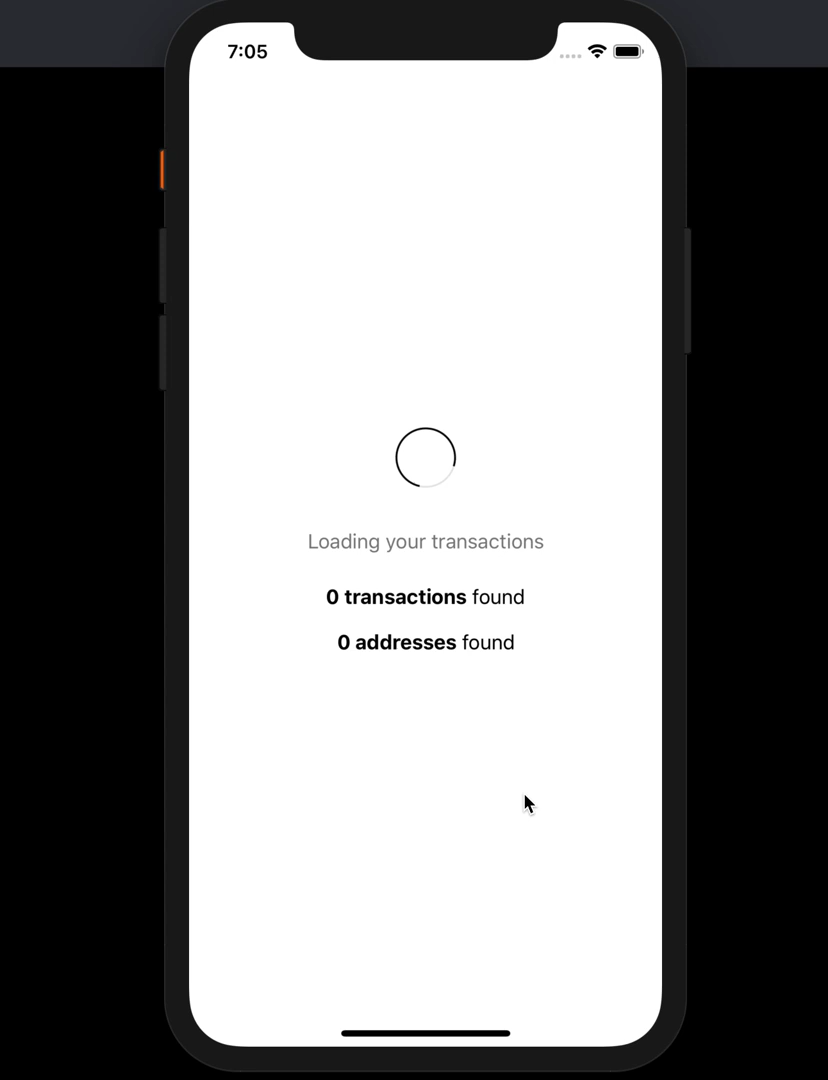 7:05
Loading your transactions
0 transactions found
0 addresses found